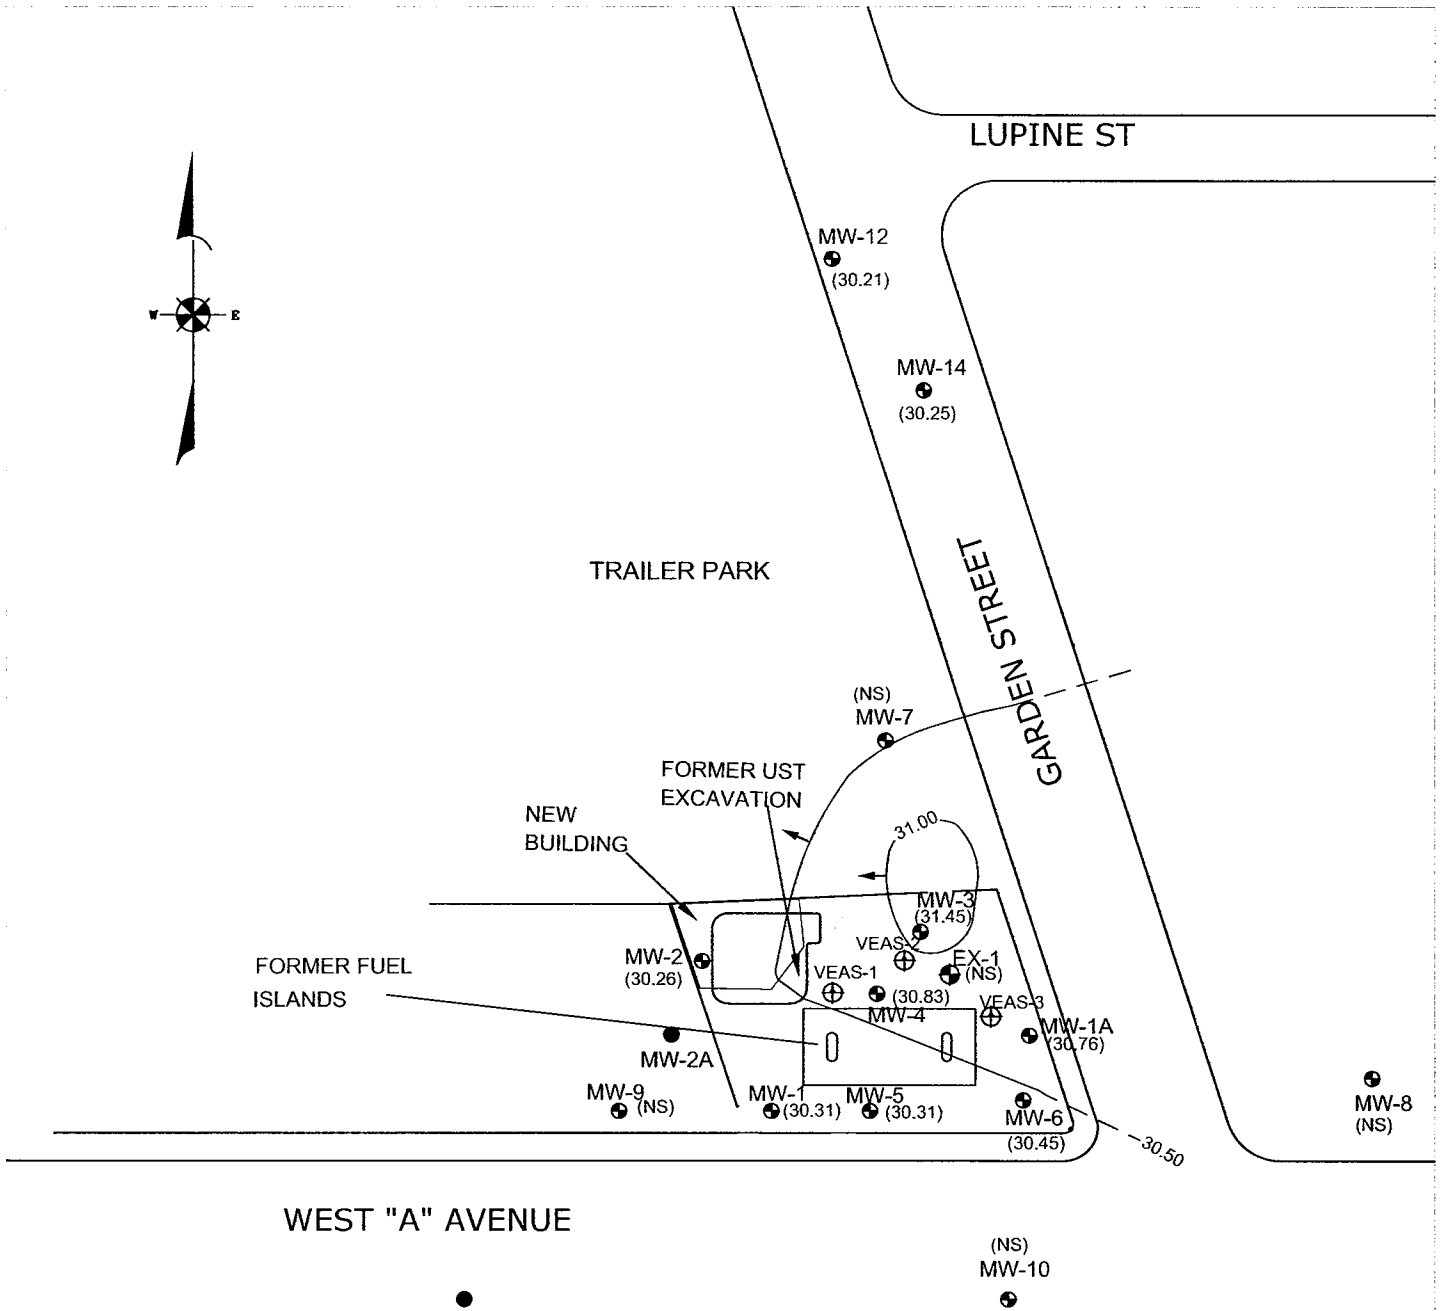 LUPINE ST
MW-12
(30.21)
W E
MW-14
(30.25)
GARDEN STREET
TRAILER PARK
(NS)
MW-7
FORMER UST
EXCAVATION
NEW
BUILDING
31.00
MW-3
(31.45)
VEAS-2
MW-2
(30.26)
VEAS-1
EX-1
(NS)
FORMER FUEL
ISLANDS
(30.83)
MW-4
VEAS-3
MW-1A
(30.76)
MW-2A
MW-9
(NS)
MW-1
(30.31)
MW-5
(30.31)
MW-6
(30.45)
MW-8
(NS)
30.50
WEST "A" AVENUE
(NS)
MW-10